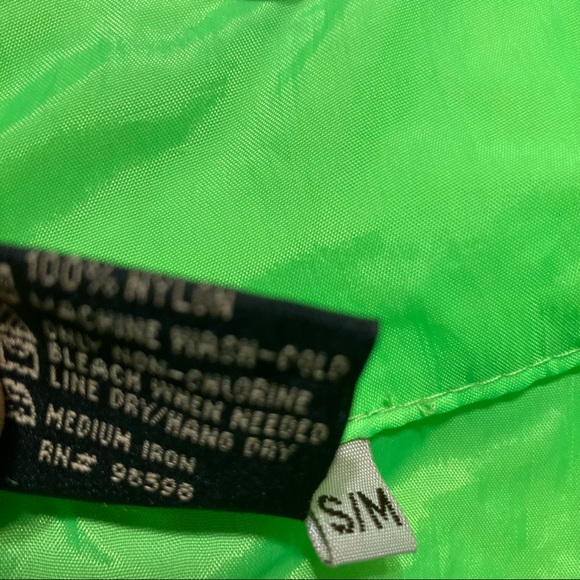 100% NYLON
MACHINE WASH-COLD
ONLY NON-CHLORINE
BLEACH WHEN NEEDED
LINE DRY/HANG DRY
MEDIUM IRON
RN# 98598
S/M